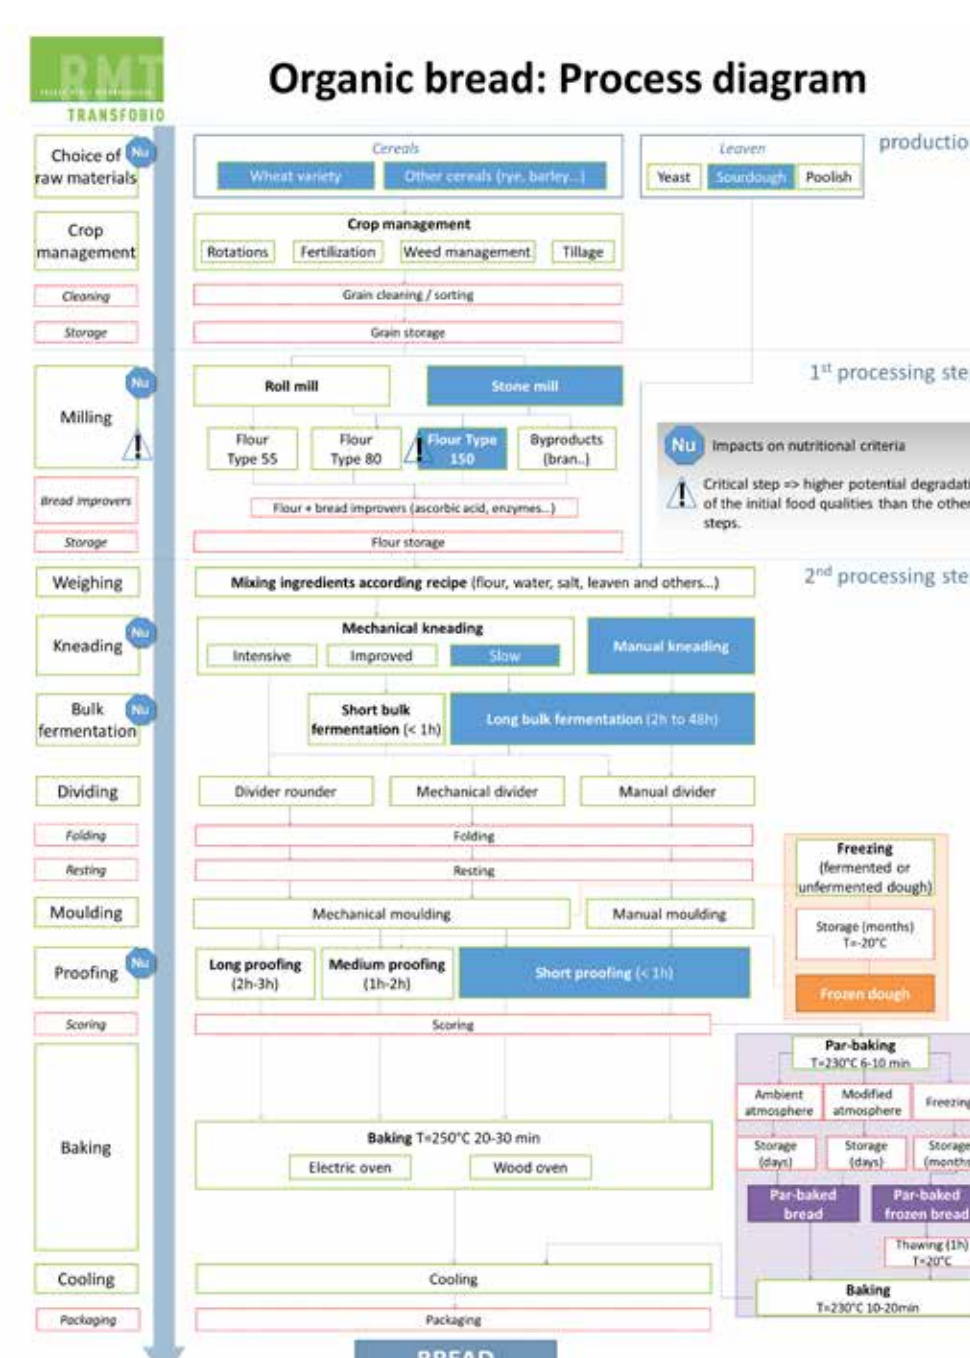 RMT
TRANSFOBIO
Organic bread: Process diagram
productio
Choice of
raw materials
Nu
Cereals
Wheat variety
Other cereals (rye, barley...)
Leaven
Yeast
Sourdough
Poolish
Crop
management
Crop management
Rotations
Fertilization
Weed management
Tillage
Cleaning
Grain cleaning / sorting
Storage
Grain storage
1st processing ste
Milling
Nu
!
Roll mill
Stone mill
Flour
Type 55
Flour
Type 80
!
Flour Type
150
Byproducts
(bran..)
Nu
Impacts on nutritional criteria
!
Critical step => higher potential degradati
of the initial food qualities than the other
steps.
Bread improvers
Flour + bread improvers (ascorbic acid, enzymes...)
Storage
Flour storage
2nd processing ste
Weighing
Mixing ingredients according recipe (flour, water, salt, leaven and others...)
Kneading
Nu
Mechanical kneading
Intensive
Improved
Slow
Manual kneading
Bulk
fermentation
Nu
Short bulk
fermentation (< 1h)
Long bulk fermentation (2h to 48h)
Dividing
Divider rounder
Mechanical divider
Manual divider
Folding
Folding
Resting
Resting
Freezing
(fermented or
unfermented dough)
Storage (months)
T=-20°C
Frozen dough
Moulding
Mechanical moulding
Manual moulding
Proofing
Nu
Long proofing
(2h-3h)
Medium proofing
(1h-2h)
Short proofing (< 1h)
Scoring
Scoring
Par-baking
T=230°C 6-10 min
Ambient
atmosphere
Modified
atmosphere
Freezing
Storage
(days)
Storage
(days)
Storage
(months
Par-baked
bread
Par-baked
frozen bread
Thawing (1h)
T=20°C
Baking
T=230°C 10-20min
Baking
Baking T=250°C 20-30 min
Electric oven
Wood oven
Cooling
Cooling
Packaging
Packaging
BREAD